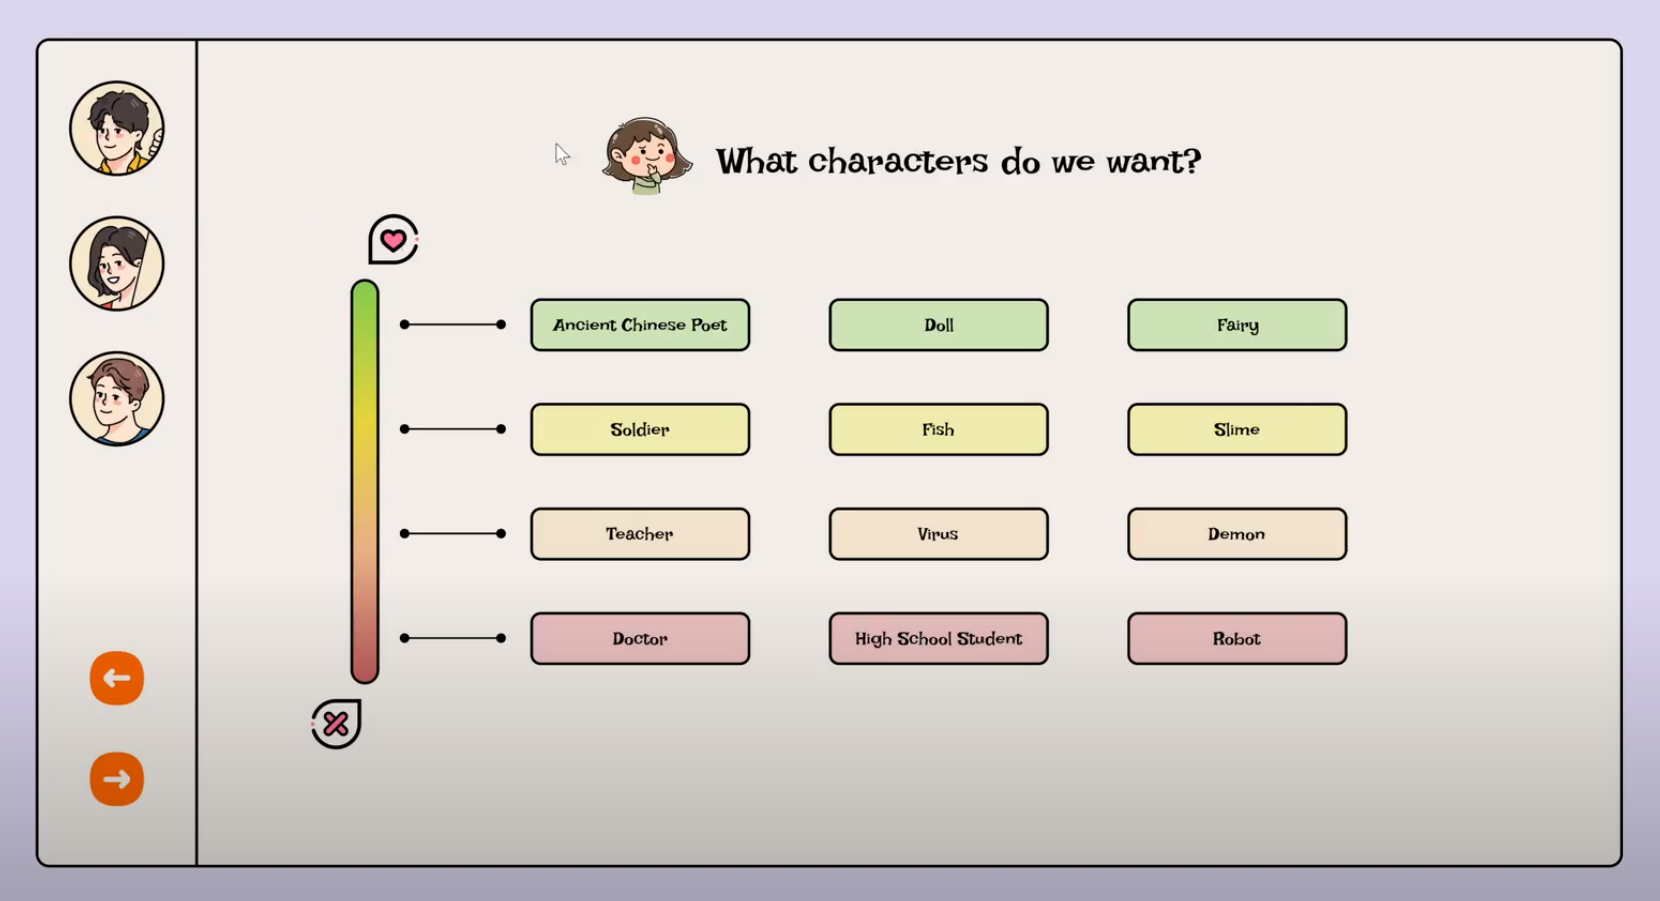 What characters do we want?
Ancient Chinese Poet
Doll
Fairy
Soldier
Fish
Slime
Teacher
Virus
Demon
Doctor
High School Student
Robot